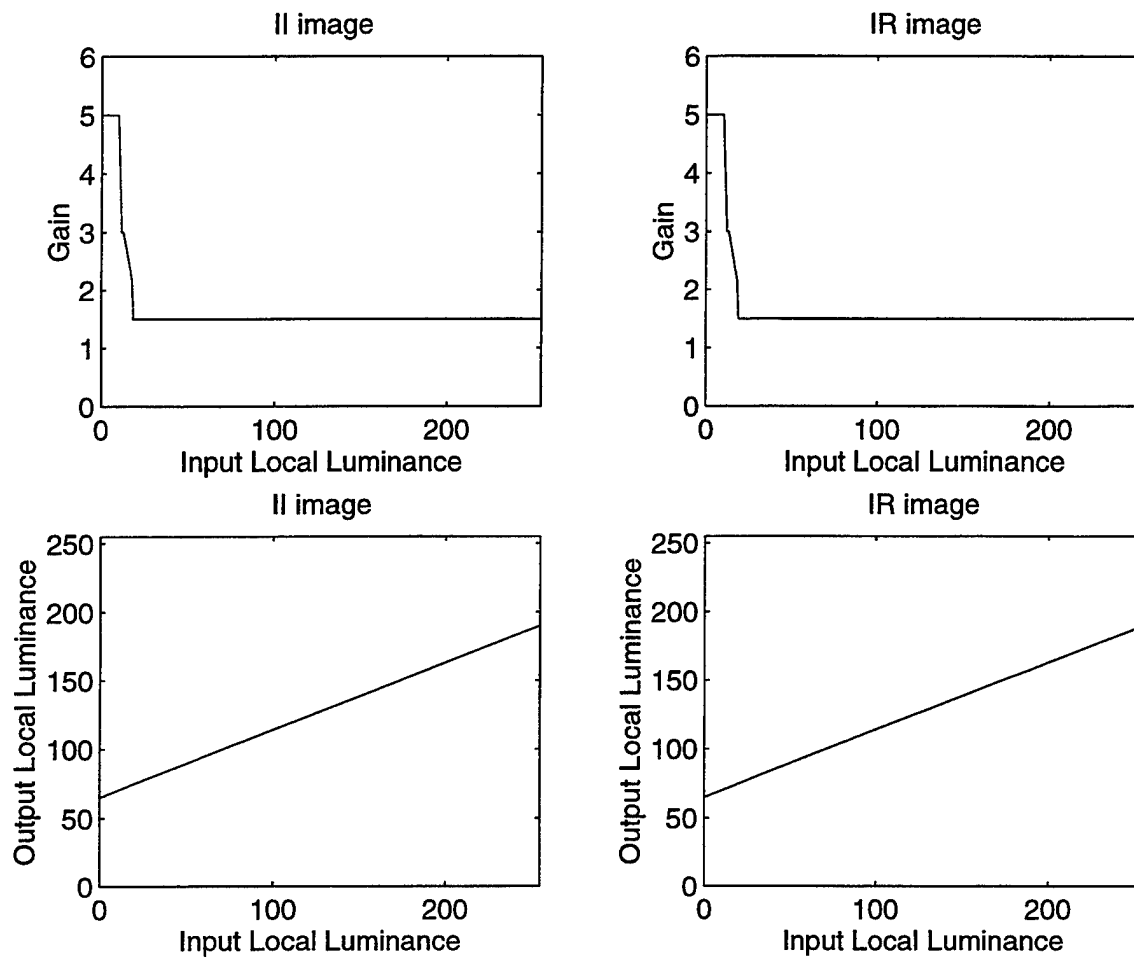 II image
6
5
4
3
2
1
0
Gain
0 100 200
Input Local Luminance
IR image
6
5
4
3
2
1
0
Gain
0 100 200
Input Local Luminance
II image
250
200
150
100
50
0
Output Local Luminance
0 100 200
Input Local Luminance
IR image
250
200
150
100
50
0
Output Local Luminance
0 100 200
Input Local Luminance